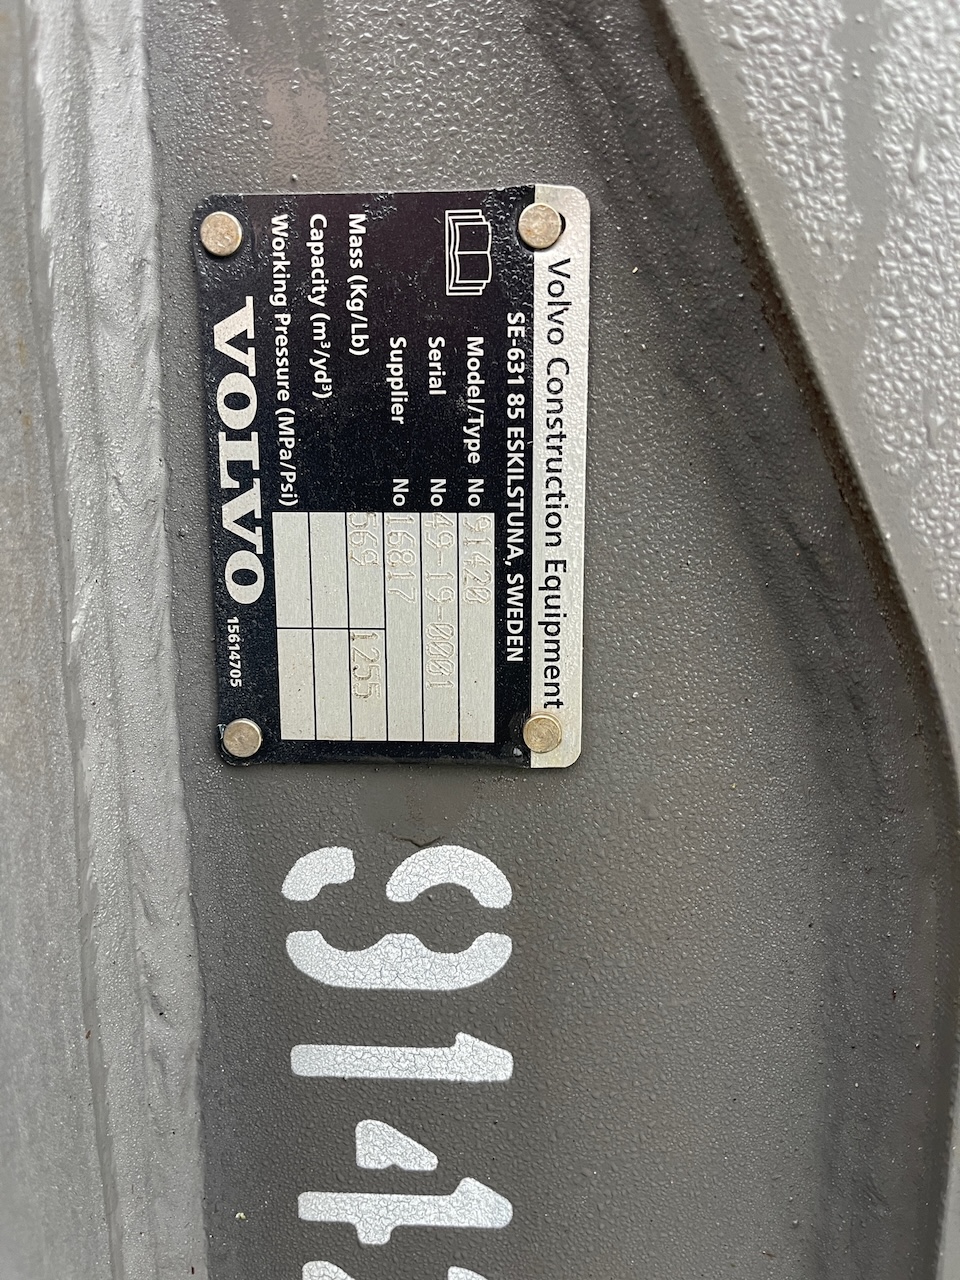 Volvo Construction Equipment
SE-631 85 ESKILSTUNA, SWEDEN
Model/Type No 91420
Serial No 49-19-0001
Supplier No 16817
Mass (Kg/Lb) 569 1255
Capacity (m³/yd³)
Working Pressure (MPa/Psi)
VOLVO 15614705
9142